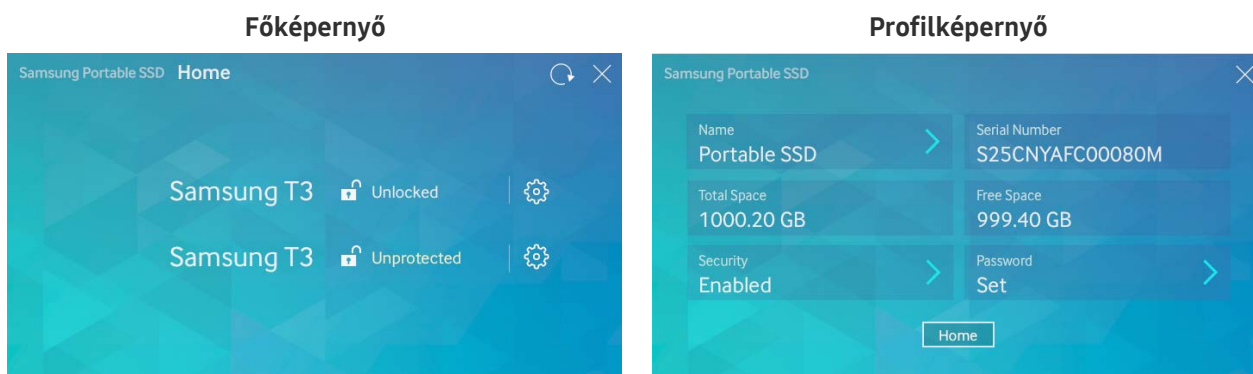 Főképernyő
Samsung Portable SSD Home
Samsung T3 Unlocked
Samsung T3 Unprotected
Profilképernyő
Samsung Portable SSD
Name
Portable SSD
Serial Number
S25CNYAFC00080M
Total Space
1000.20 GB
Free Space
999.40 GB
Security
Enabled
Password
Set
Home